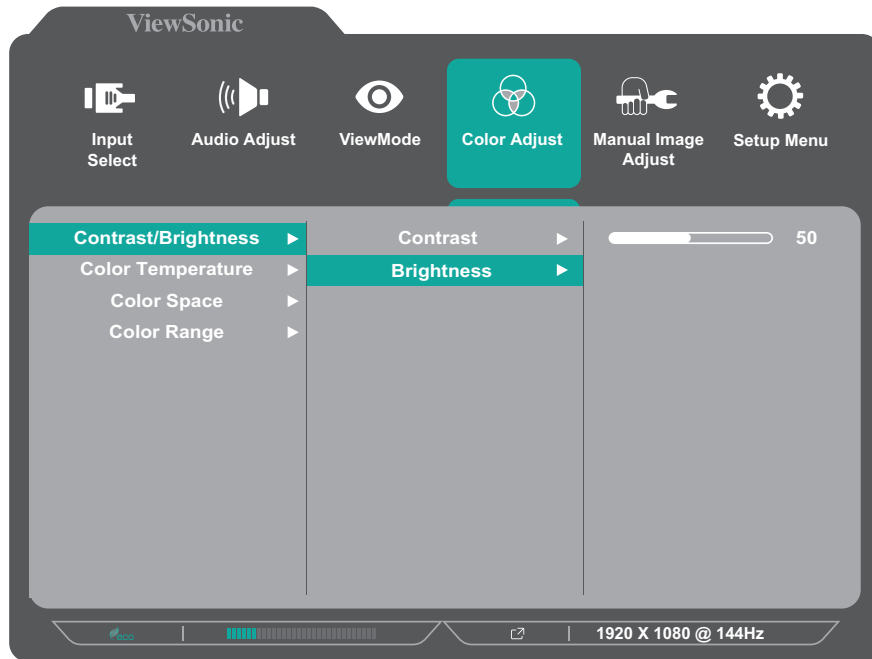 ViewSonic
Input
Select
Audio Adjust
ViewMode
Color Adjust
Manual Image
Adjust
Setup Menu
Contrast/Brightness
Contrast
50
Color Temperature
Brightness
Color Space
Color Range
eco
1920 X 1080 @ 144Hz